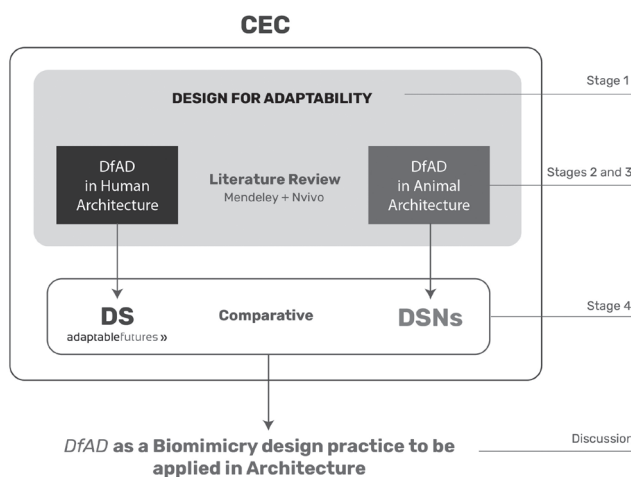 CEC
Stage 1
DESIGN FOR ADAPTABILITY
DfAD
in Human
Architecture
Literature Review
Mendeley + Nvivo
DfAD
in Animal
Architecture
Stages 2 and 3
DS
adaptablefutures »
Comparative
DSNs
Stage 4
DfAD as a Biomimicry design practice to be
applied in Architecture
Discussion